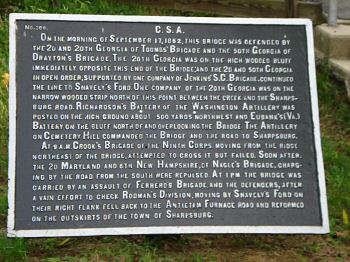 No. 360.
C.S.A.
On the morning of September 17, 1862, this bridge was defended by
the 2d and 20th Georgia of Toombs' Brigade and the 50th Georgia of
Drayton's Brigade. The 20th Georgia was on the high wooded bluff
immediately opposite this end of the bridge and the 2d and 50th Georgia
in open order, supported by one company of Jenkins' S.C. Brigade, continued
the line to Snavely's Ford. One company of the 20th Georgia was on the
narrow wooded strip north of this point between the creek and the Sharps-
burg road. Richardson's Battery of the Washington Artillery was
posted on the high ground about 500 yards northwest and Eubank's (Va.)
Battery on the bluff north of and overlooking the bridge. The Artillery
on Cemetery Hill commanded the bridge and the road to Sharpsburg.
At 9 A.M. Crook's Brigade of the Ninth Corps moving from the ridge
northeast of the bridge, attempted to cross it but failed. Soon after,
the 2d Maryland and 6th New Hampshire, of Nagle's Brigade, charg-
ing by the road from the south were repulsed. At 1 P.M. the bridge was
carried by an assault of Ferrero's Brigade and the defenders, after
a vain effort to check Rodman's Division, moving by Snavely's Ford on
their right flank fell back to the Antietam Furnace road and reformed
on the outskirts of the town of Sharpsburg.